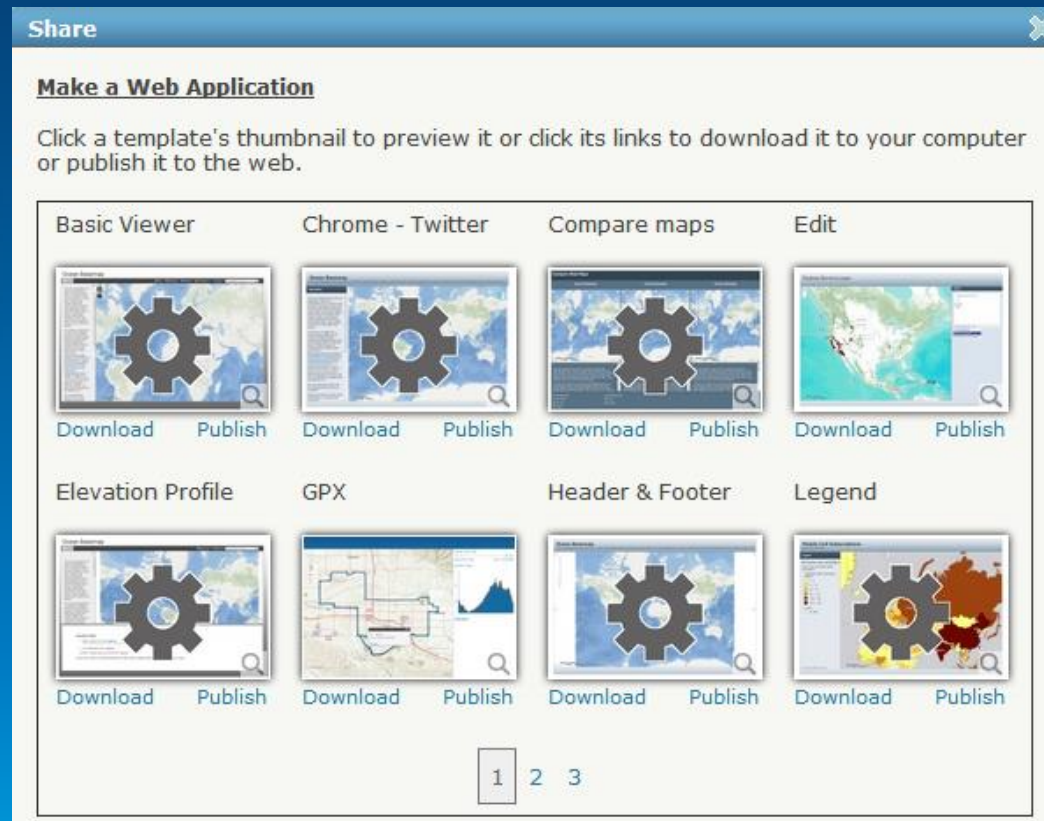 Share
Make a Web Application
Click a template's thumbnail to preview it or click its links to download it to your computer
or publish it to the web.
Basic Viewer Chrome - Twitter Compare maps Edit
Download Publish Download Publish Download Publish Download Publish
Elevation Profile GPX Header & Footer Legend
Download Publish Download Publish Download Publish Download Publish
1 2 3